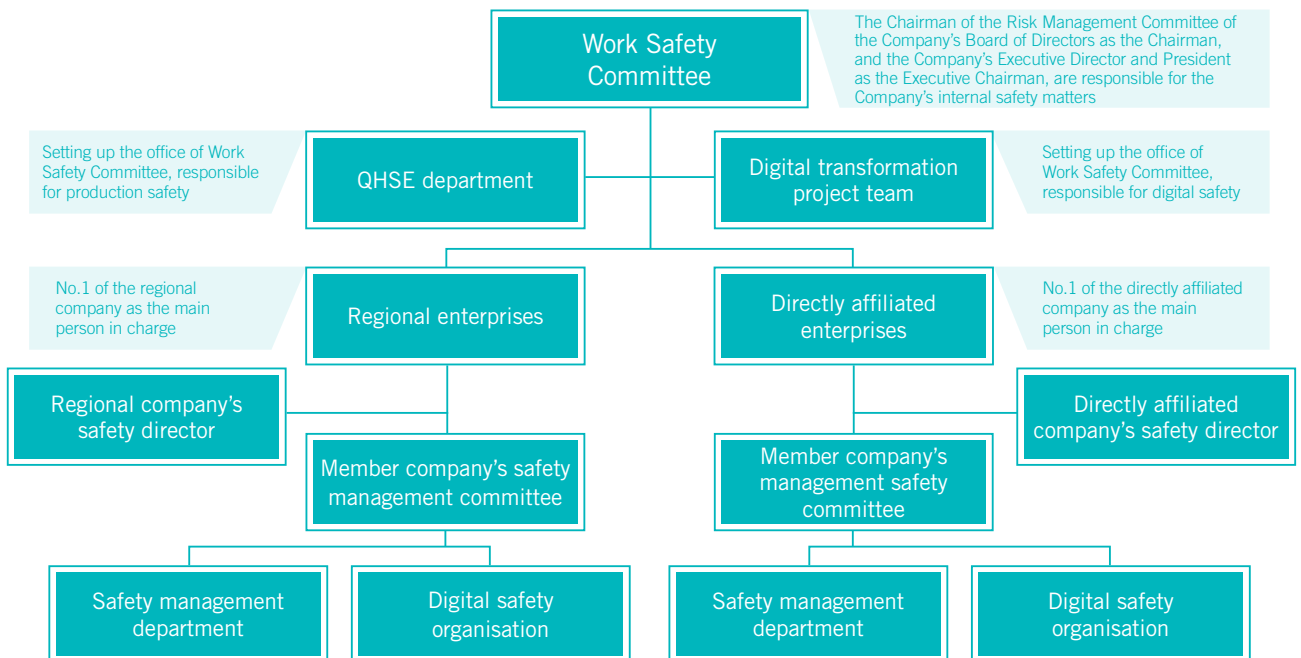 Work Safety
Committee
The Chairman of the Risk Management Committee of
the Company's Board of Directors as the Chairman,
and the Company's Executive Director and President
as the Executive Chairman, are responsible for the
Company's internal safety matters
Setting up the office of Work
Safety Committee, responsible
for production safety
QHSE department
Digital transformation
project team
Setting up the office of
Work Safety Committee,
responsible for digital safety
No.1 of the regional
company as the main
person in charge
Regional enterprises
Directly affiliated
enterprises
No.1 of the directly affiliated
company as the main
person in charge
Regional company's
safety director
Directly affiliated
company's safety director
Member company's safety
management committee
Member company's
management safety
committee
Safety management
department
Digital safety
organisation
Safety management
department
Digital safety
organisation